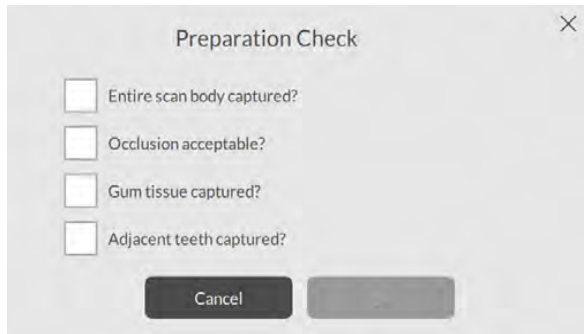 Preparation Check
Entire scan body captured?
Occlusion acceptable?
Gum tissue captured?
Adjacent teeth captured?
Cancel